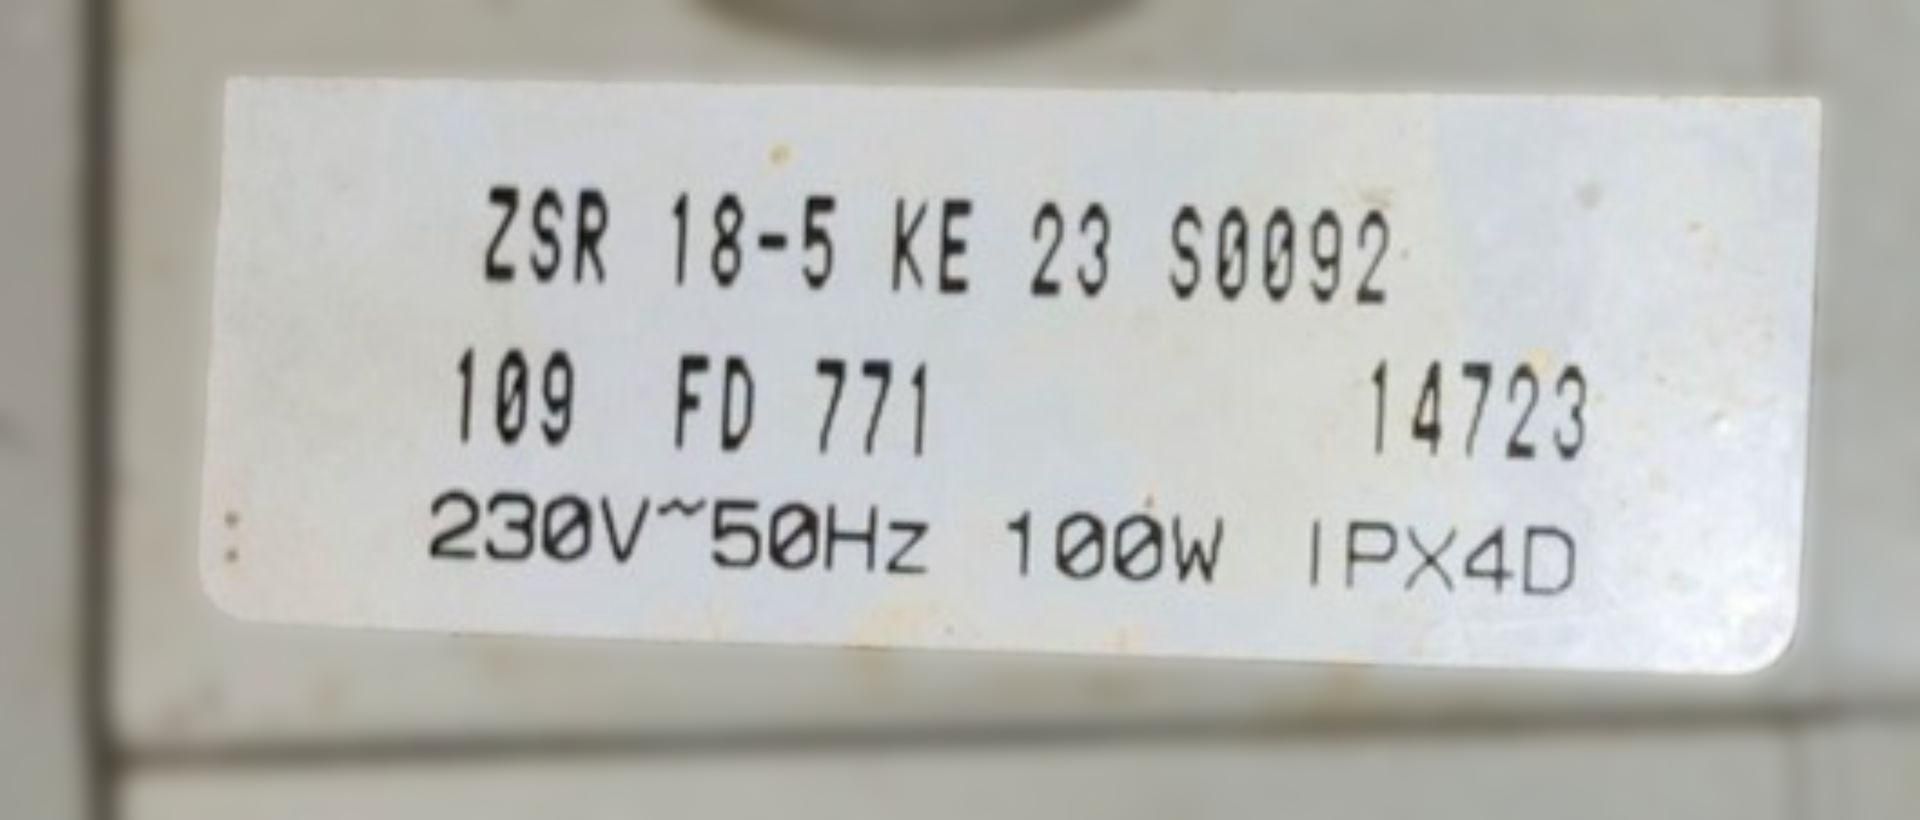 ZSR 18-5 KE 23 S0092
109 FD 771 14723
230V~50Hz 100W IPX4D